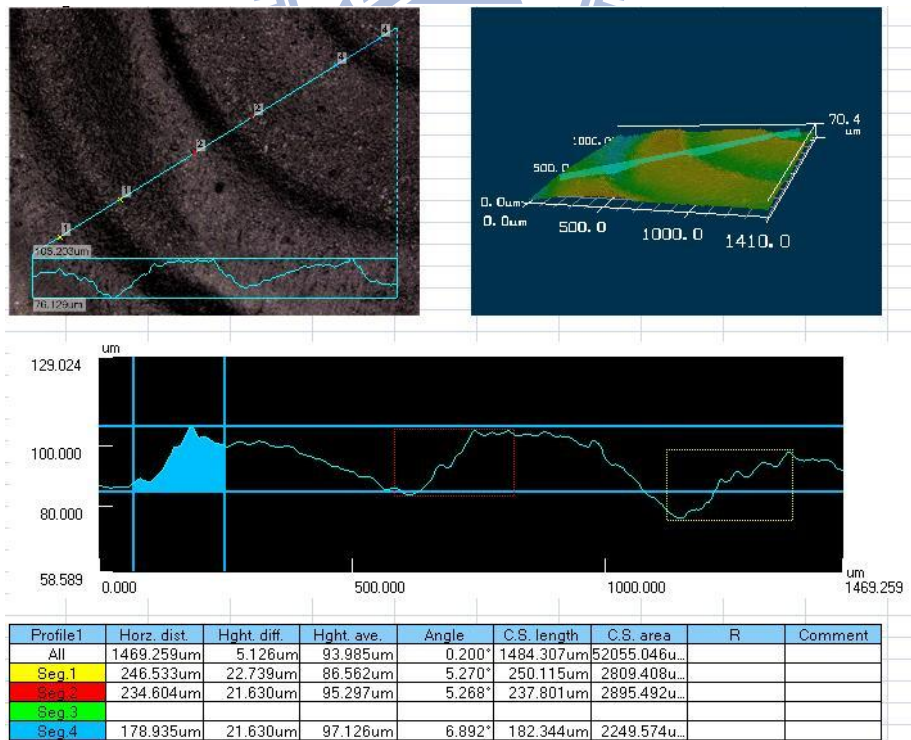 4
4
2
2
1
1
105.203um
76.129um
70.4
um
1000.0
500.0
0.0um
0.0um
500.0
1000.0
1410.0
um
129.024
100.000
80.000
58.589
0.000
500.000
1000.000
um
1469.259
Profile1 Horz. dist. Hght. diff. Hght. ave. Angle C.S. length C.S. area R Comment
All 1469.259um 5.126um 93.985um 0.200° 1484.307um 52055.046u...
Seg.1 246.533um 22.739um 86.562um 5.270° 250.115um 2809.408u...
Seg.2 234.604um 21.630um 95.297um 5.268° 237.801um 2895.492u...
Seg.3
Seg.4 178.935um 21.630um 97.126um 6.892° 182.344um 2249.574u...